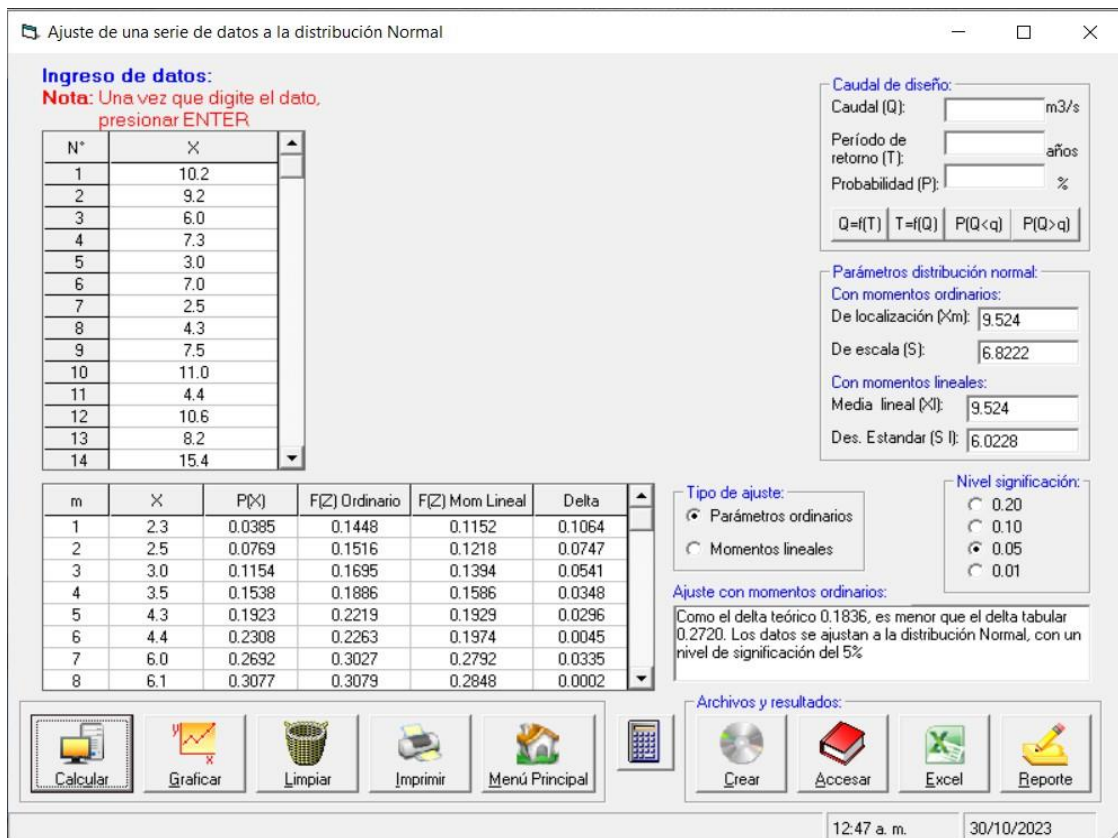 Ajuste de una serie de datos a la distribución Normal
Ingreso de datos:
Nota: Una vez que digite el dato,
presionar ENTER
N° X
1 10.2
2 9.2
3 6.0
4 7.3
5 3.0
6 7.0
7 2.5
8 4.3
9 7.5
10 11.0
11 4.4
12 10.6
13 8.2
14 15.4
Caudal de diseño:
Caudal (Q): m3/s
Período de
retorno (T): años
Probabilidad (P): %
Q=f(T) T=f(Q) P(Q<q) P(Q>q)
Parámetros distribución normal:
Con momentos ordinarios:
De localización (Xm): 9.524
De escala (S): 6.8222
Con momentos lineales:
Media lineal (Xl): 9.524
Des. Estandar (S l): 6.0228
m X P(X) F(Z) Ordinario F(Z) Mom Lineal Delta
1 2.3 0.0385 0.1448 0.1152 0.1064
2 2.5 0.0769 0.1516 0.1218 0.0747
3 3.0 0.1154 0.1695 0.1394 0.0541
4 3.5 0.1538 0.1886 0.1586 0.0348
5 4.3 0.1923 0.2219 0.1929 0.0296
6 4.4 0.2308 0.2263 0.1974 0.0045
7 6.0 0.2692 0.3027 0.2792 0.0335
8 6.1 0.3077 0.3079 0.2848 0.0002
Tipo de ajuste:
Parámetros ordinarios
Momentos lineales
Nivel significación:
0.20
0.10
0.05
0.01
Ajuste con momentos ordinarios:
Como el delta teórico 0.1836, es menor que el delta tabular
0.2720. Los datos se ajustan a la distribución Normal, con un
nivel de significación del 5%
Calcular Graficar Limpiar Imprimir Menú Principal
Archivos y resultados:
Crear Accesar Excel Reporte
12:47 a. m. 30/10/2023